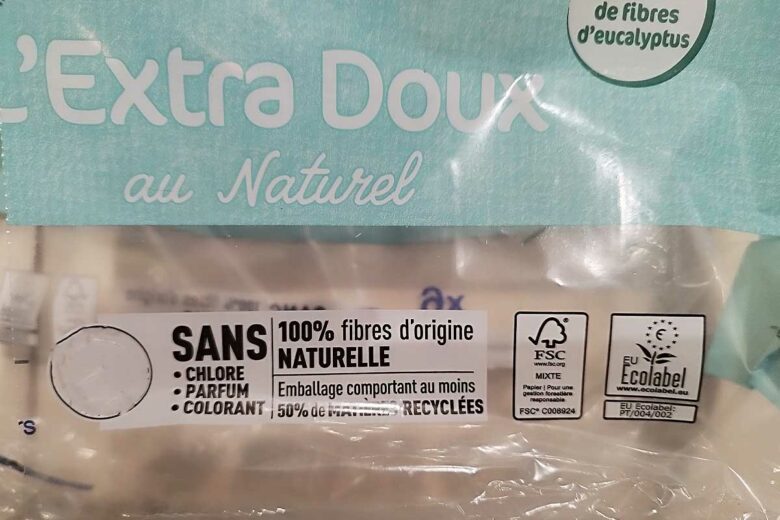 de fibres
d'eucalyptus
L'Extra Doux
au Naturel
SANS
• CHLORE
• PARFUM
• COLORANT
100% fibres d'origine
NATURELLE
Emballage comportant au moins
50% de MATIÈRES RECYCLÉES
FSC
www.fsc.org
MIXTE
Papier | Pour une
gestion forestière
responsable
FSC® C008924
EU
Ecolabel
www.ecolabel.eu
EU Ecolabel:
PT/004/002